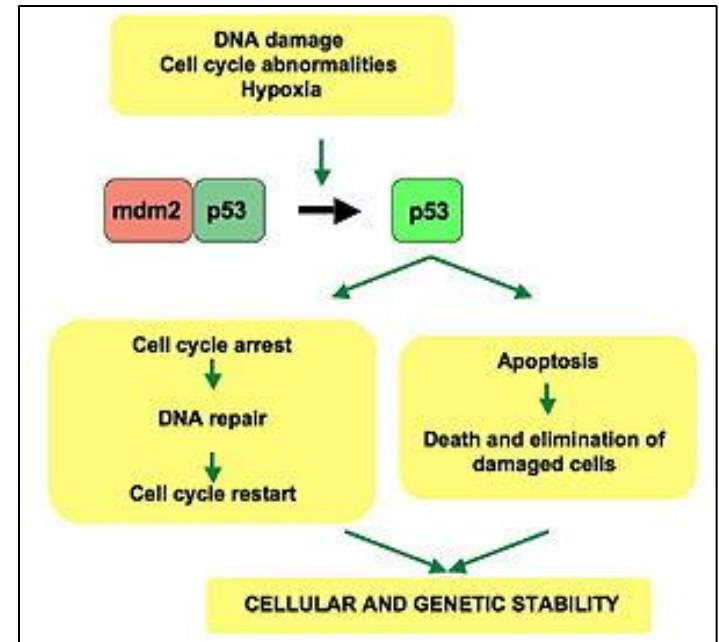 DNA damage
Cell cycle abnormalities
Hypoxia
mdm2 p53
p53
Cell cycle arrest
DNA repair
Cell cycle restart
Apoptosis
Death and elimination of
damaged cells
CELLULAR AND GENETIC STABILITY